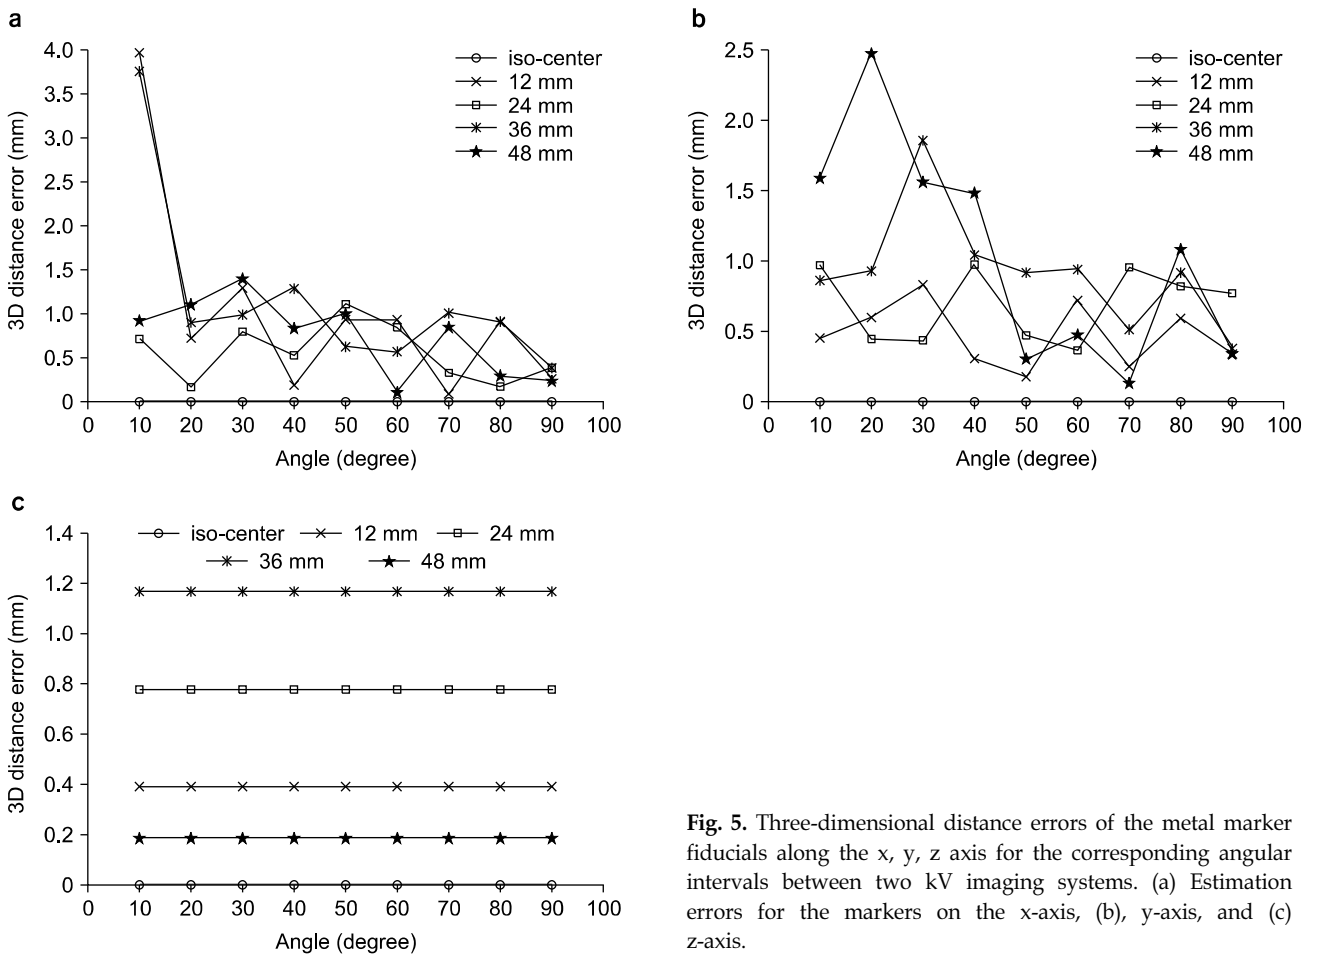 a
4.0
3.5
3.0
4.0
2.0
1.5
1.0
0.5
0
3D distance error (mm)
0 10 20 30 40 50 60 70 80 90 100
Angle (degree)
iso-center
12 mm
24 mm
36 mm
48 mm
b
2.5
2.0
1.5
1.0
0.5
0
3D distance error (mm)
0 10 20 30 40 50 60 70 80 90 100
Angle (degree)
iso-center
12 mm
24 mm
36 mm
48 mm
c
1.4
1.2
1.0
0.8
0.6
0.4
0.2
0
3D distance error (mm)
0 10 20 30 40 50 60 70 80 90 100
Angle (degree)
iso-center 12 mm 24 mm
36 mm 48 mm
Fig. 5. Three-dimensional distance errors of the metal marker
fiducials along the x, y, z axis for the corresponding angular
intervals between two kV imaging systems. (a) Estimation
errors for the markers on the x-axis, (b), y-axis, and (c)
z-axis.